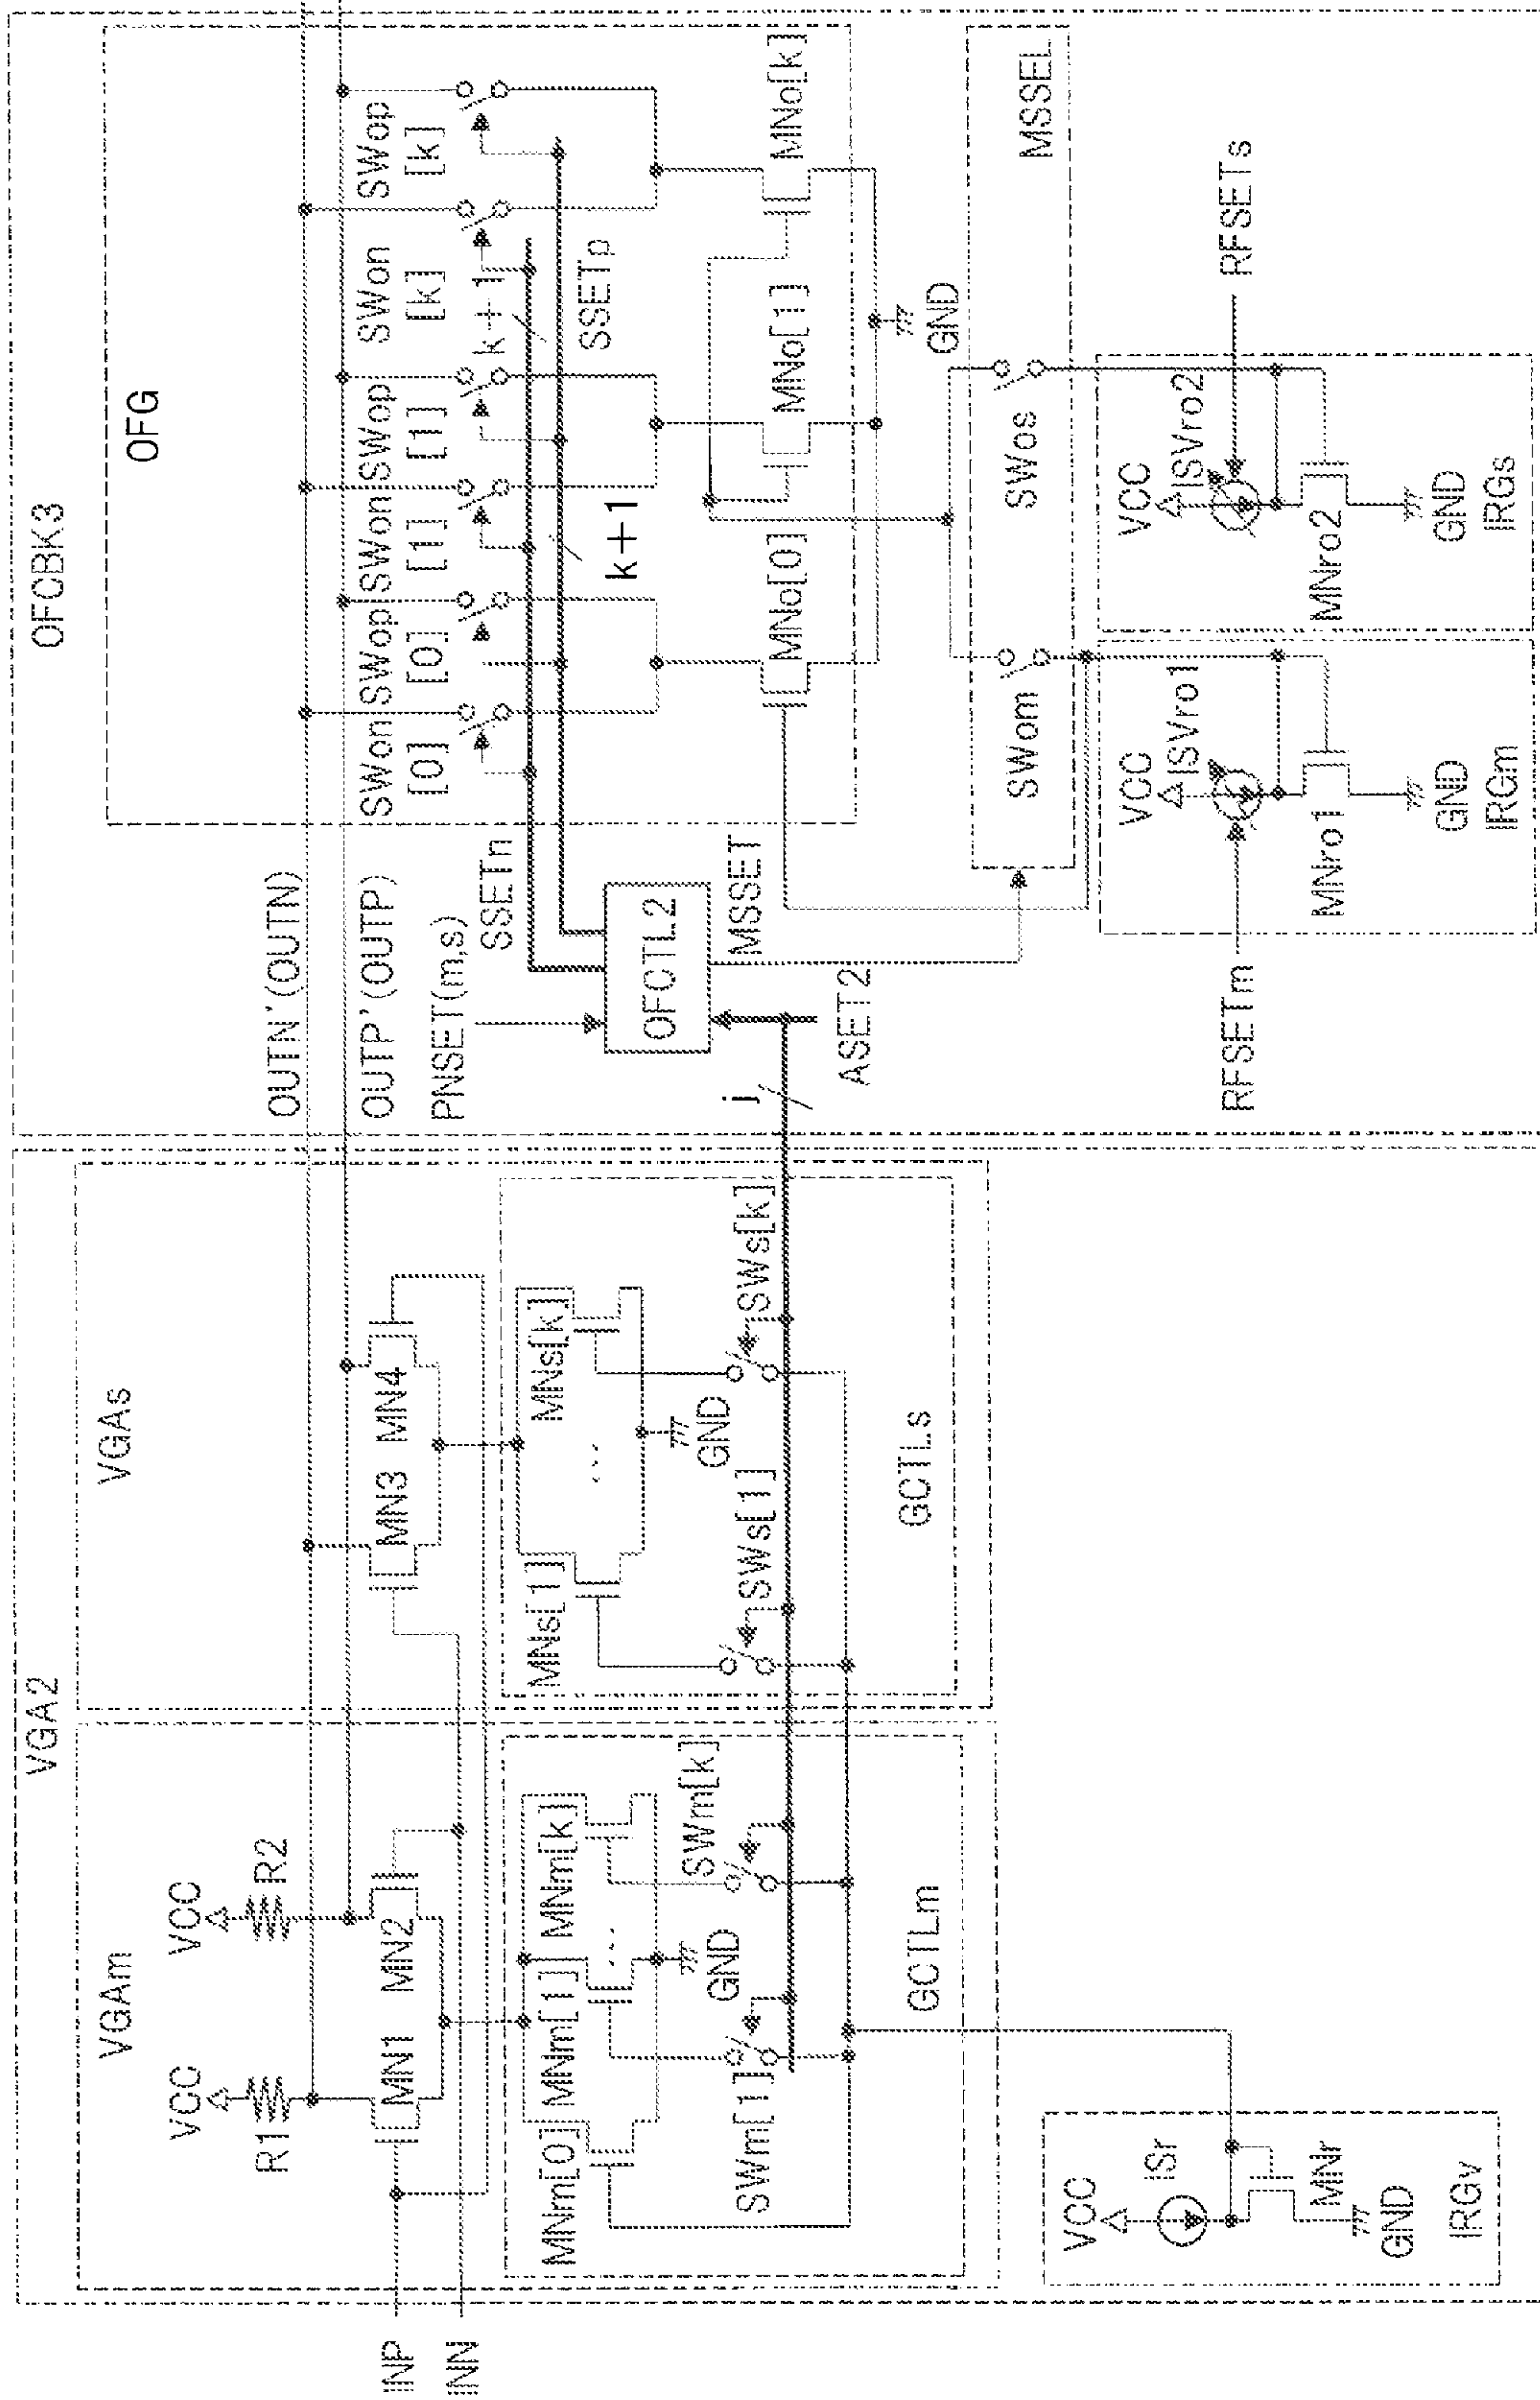 VGA2
VGAm
VCC
VCC
R1
R2
MN1
MN2
INP
INN
MNm[0]
MNm[1]
MNm[k]
...
GND
SWm[1]
SWm[k]
GCTLm
VCC
ISr
MNr
GND
IRGv
VGAs
MN3
MN4
MNs[1]
MNs[k]
...
GND
SWs[1]
SWs[k]
GCTLs
OFCBK3
OUTN'(OUTN)
OUTP'(OUTP)
PNSET(m,s)
SSETn
OFCTL2
MSSET
ASET2
j
OFG
SWon
[0]
SWop
[0]
SWon
[1]
SWop
[1]
SWon
[k]
SWop
[k]
k+1
k+1
SSETp
MNo[0]
MNo[1]
MNo[k]
GND
MSSEL
SWom
SWos
RFSETm
VCC
ISVro1
MNro1
GND
IRGm
VCC
ISVro2
MNro2
GND
IRGs
RFSETs